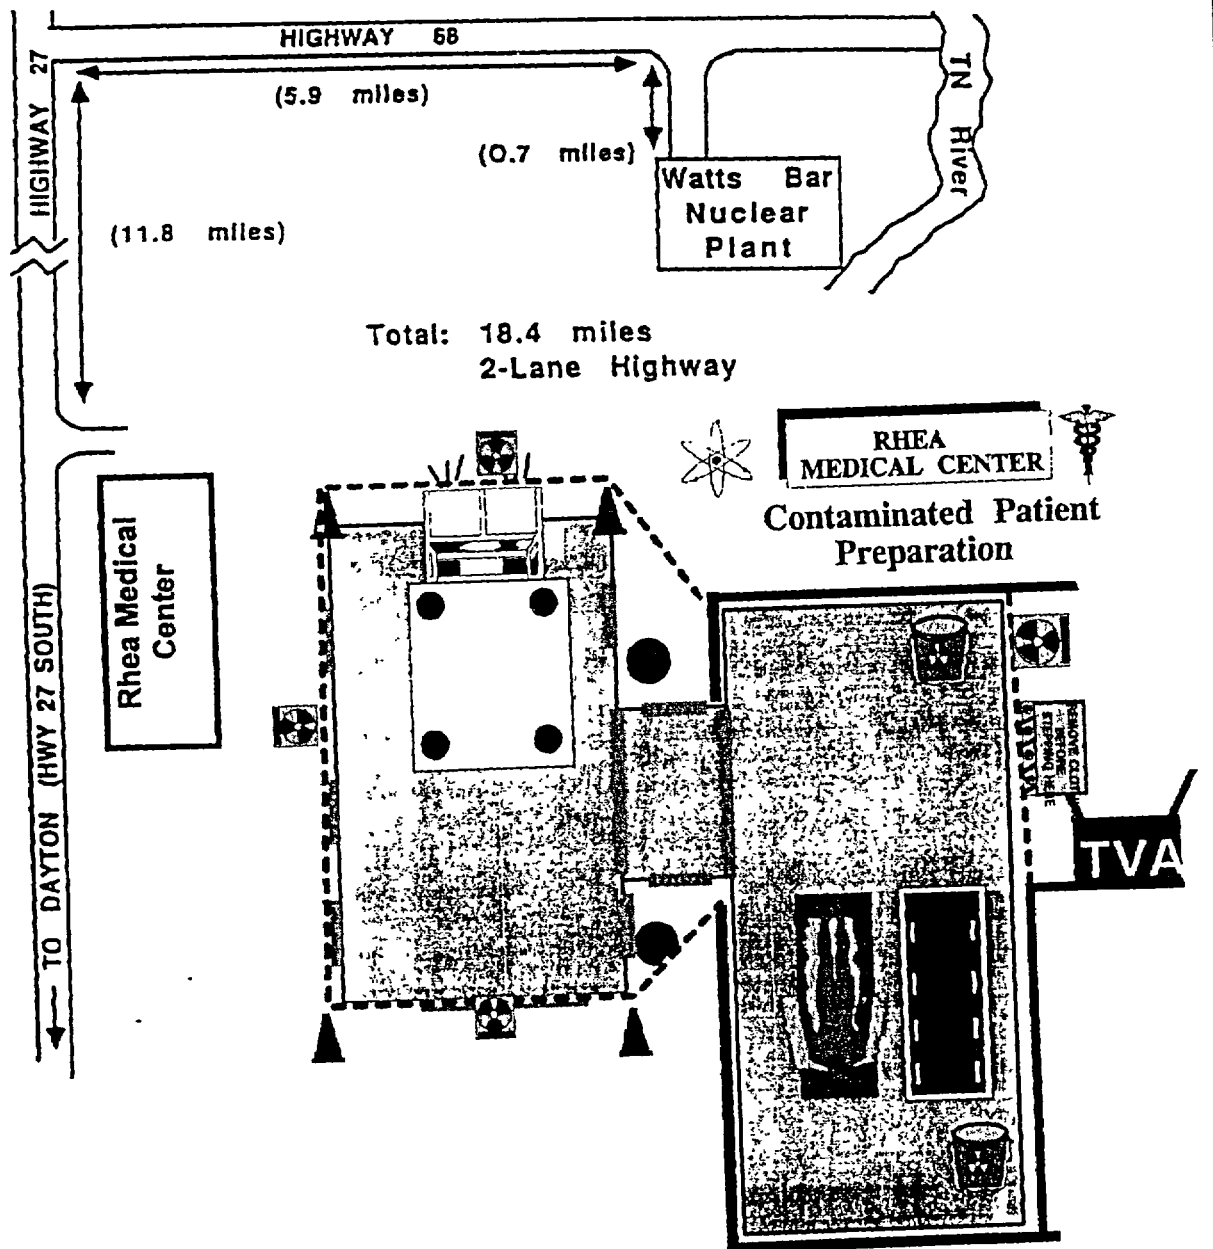 HIGHWAY 68
HIGHWAY 27
(5.9 miles)
(0.7 miles)
TN River
Watts Bar
Nuclear
Plant
(11.8 miles)
Total: 18.4 miles
2-Lane Highway
RHEA
MEDICAL CENTER
Contaminated Patient
Preparation
Rhea Medical
Center
TO DAYTON (HWY 27 SOUTH)
BEFORE
TVA